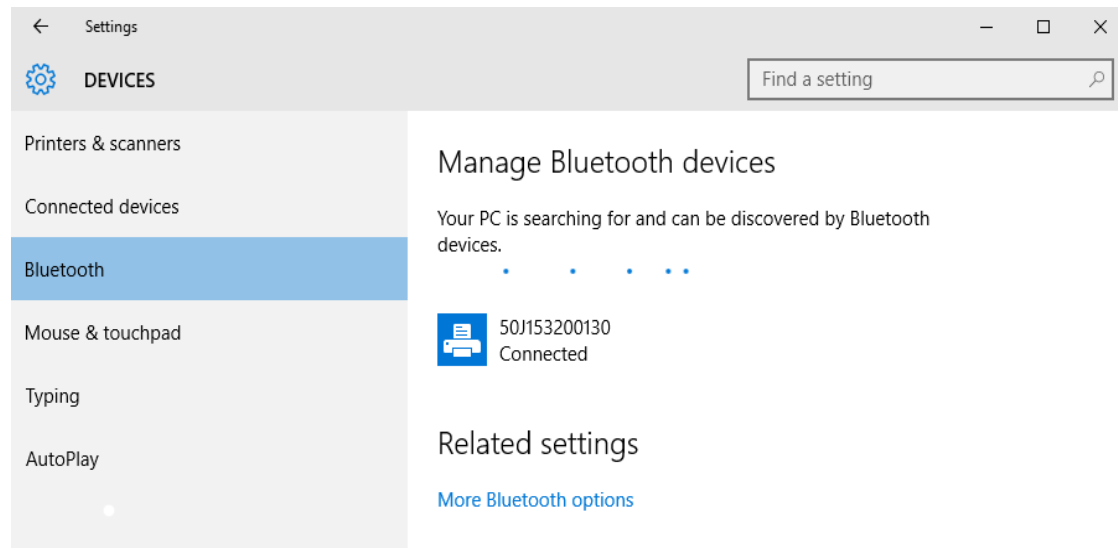 Settings
DEVICES
Find a setting
Printers & scanners
Connected devices
Bluetooth
Mouse & touchpad
Typing
AutoPlay
Manage Bluetooth devices
Your PC is searching for and can be discovered by Bluetooth
devices.
50J153200130
Connected
Related settings
More Bluetooth options